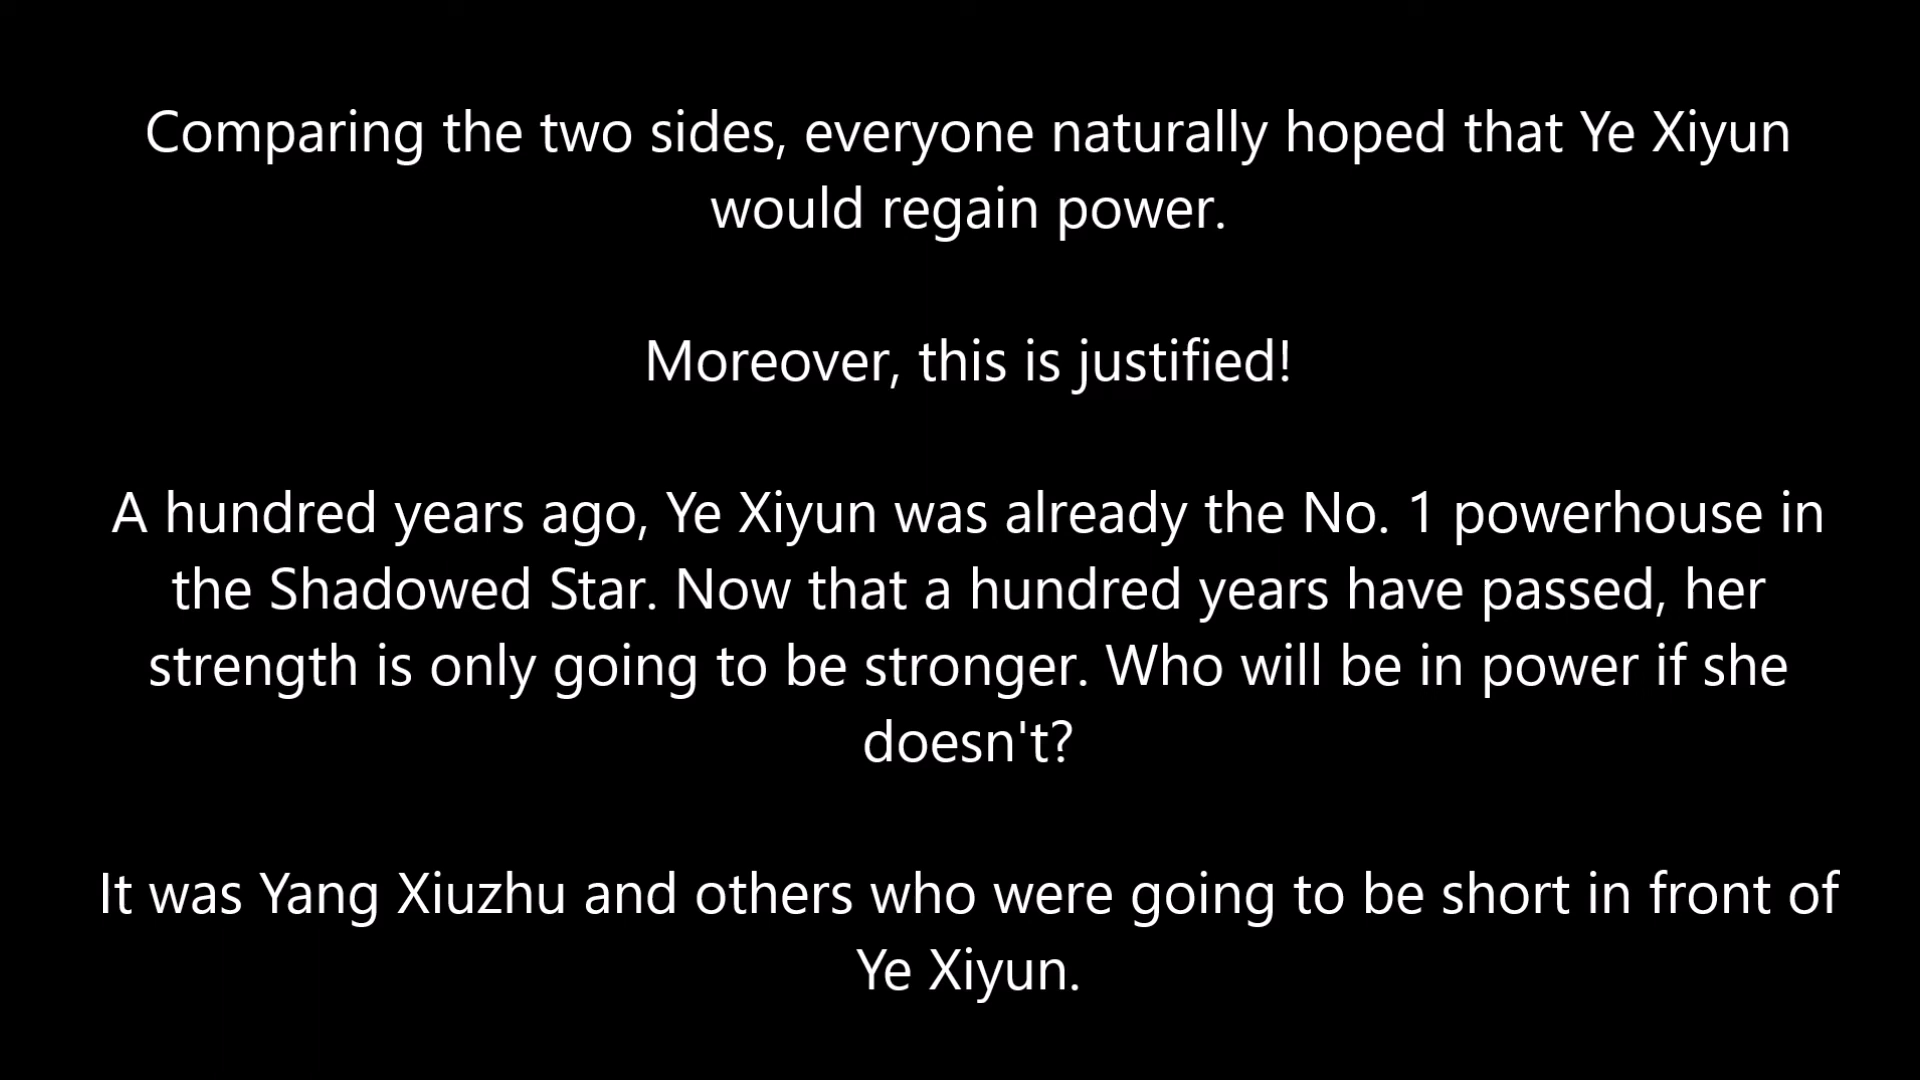 Comparing the two sides, everyone naturally hoped that Ye Xiyun
would regain power.
Moreover, this is justified!
A hundred years ago, Ye Xiyun was already the No. 1 powerhouse in
the Shadowed Star. Now that a hundred years have passed, her
strength is only going to be stronger. Who will be in power if she
doesn't?
It was Yang Xiuzhu and others who were going to be short in front of
Ye Xiyun.